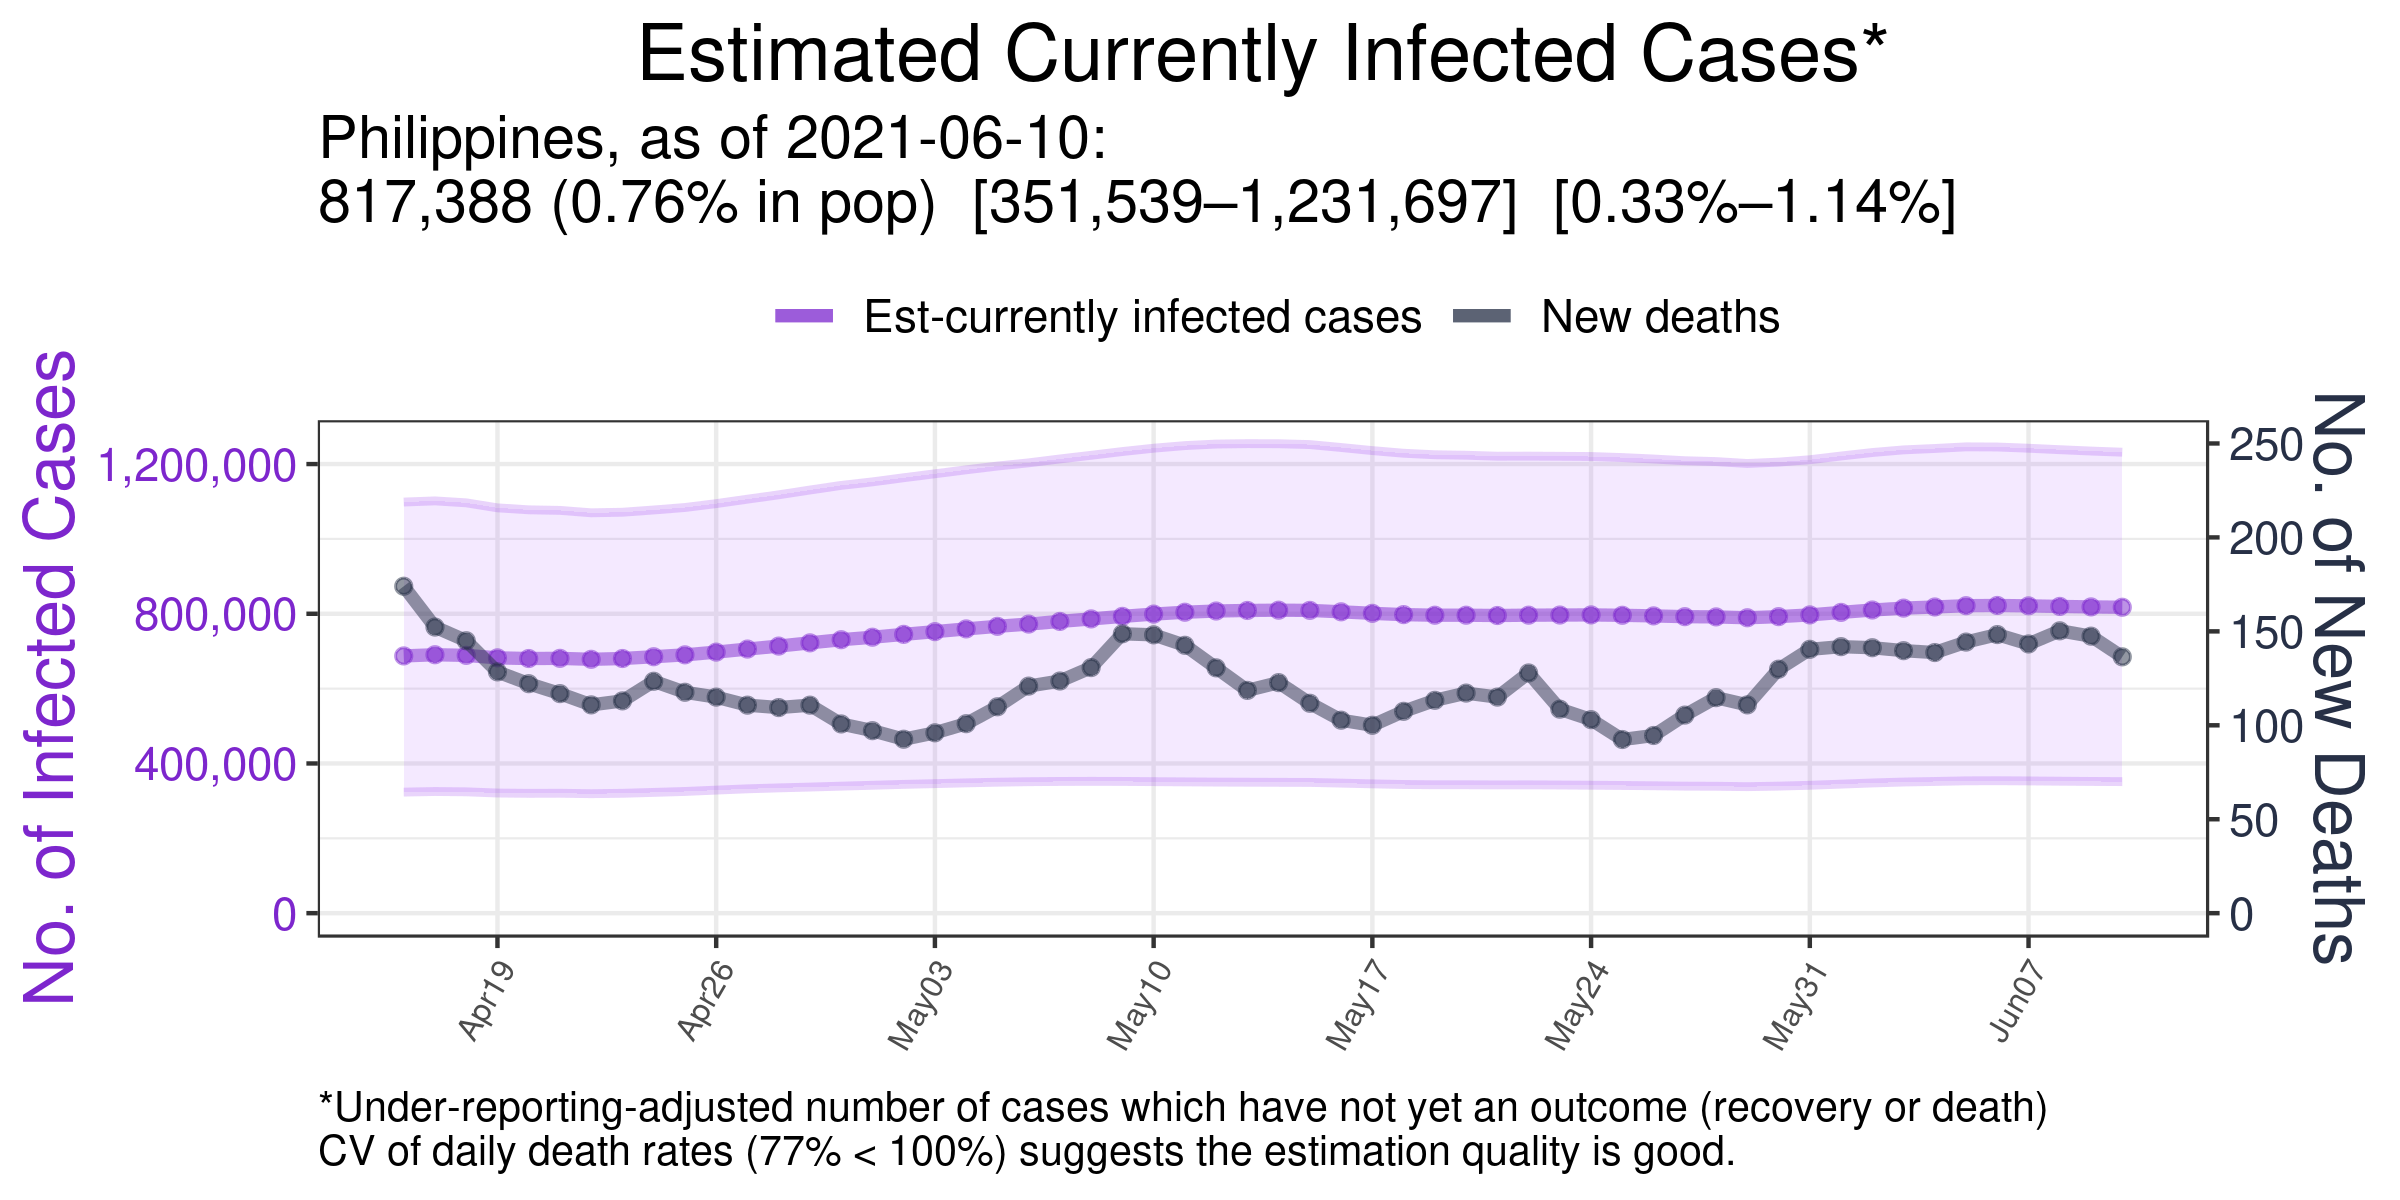 Estimated Currently Infected Cases*
Philippines, as of 2021-06-10:
817,388 (0.76% in pop)  [351,539–1,231,697]  [0.33%–1.14%]
Est-currently infected cases
New deaths
No. of Infected Cases
1,200,000
800,000
400,000
0
250
200
150
100
50
0
No. of New Deaths
Apr19
Apr26
May03
May10
May17
May24
May31
Jun07
*Under-reporting-adjusted number of cases which have not yet an outcome (recovery or death)
CV of daily death rates (77% < 100%) suggests the estimation quality is good.